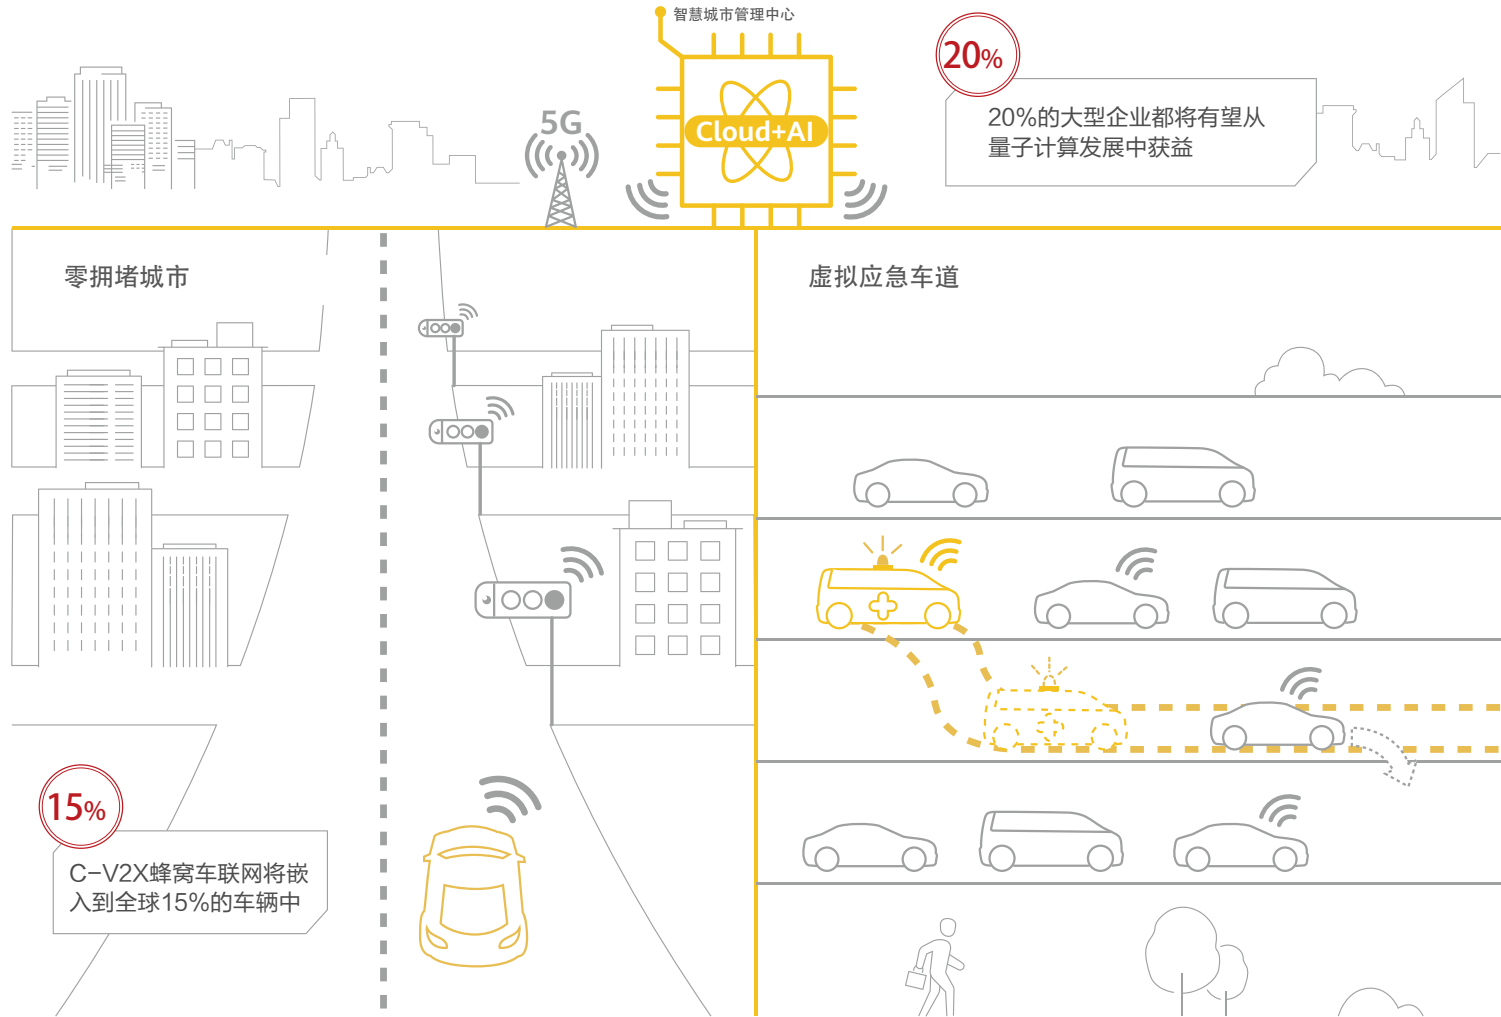 智慧城市管理中心
5G
Cloud+AI
20%
20%的大型企业都将有望从
量子计算发展中获益
零拥堵城市
虚拟应急车道
15%
C-V2X蜂窝车联网将嵌
入到全球15%的车辆中